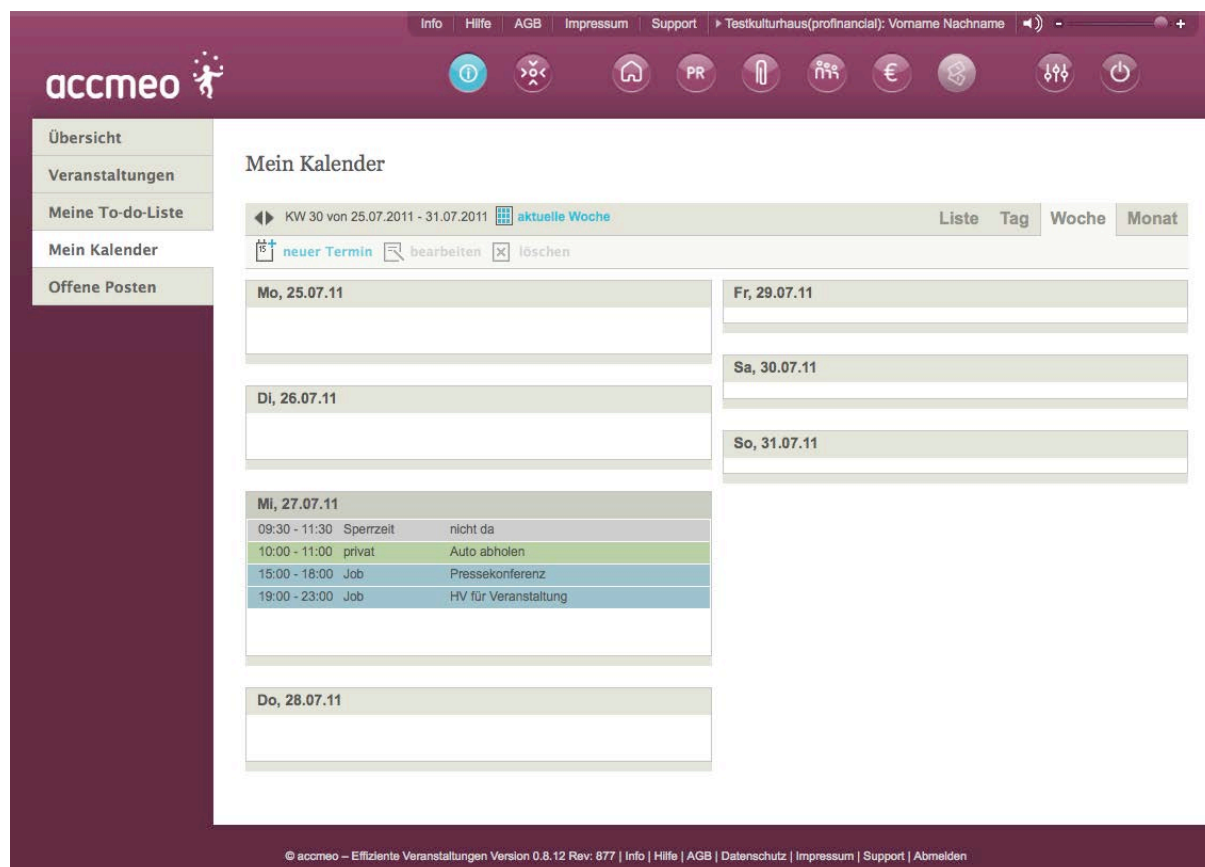 Info Hilfe AGB Impressum Support Testkulturhaus(profinancial): Vorname Nachname - +
accmeo
PR €
Übersicht
Veranstaltungen
Meine To-do-Liste
Mein Kalender
Offene Posten
Mein Kalender
KW 30 von 25.07.2011 - 31.07.2011 aktuelle Woche Liste Tag Woche Monat
15 neuer Termin bearbeiten löschen
Mo, 25.07.11
Di, 26.07.11
Mi, 27.07.11
09:30 - 11:30 Sperrzeit nicht da
10:00 - 11:00 privat Auto abholen
15:00 - 18:00 Job Pressekonferenz
19:00 - 23:00 Job HV für Veranstaltung
Do, 28.07.11
Fr, 29.07.11
Sa, 30.07.11
So, 31.07.11
© accmeo – Effiziente Veranstaltungen Version 0.8.12 Rev: 877 | Info | Hilfe | AGB | Datenschutz | Impressum | Support | Abmelden